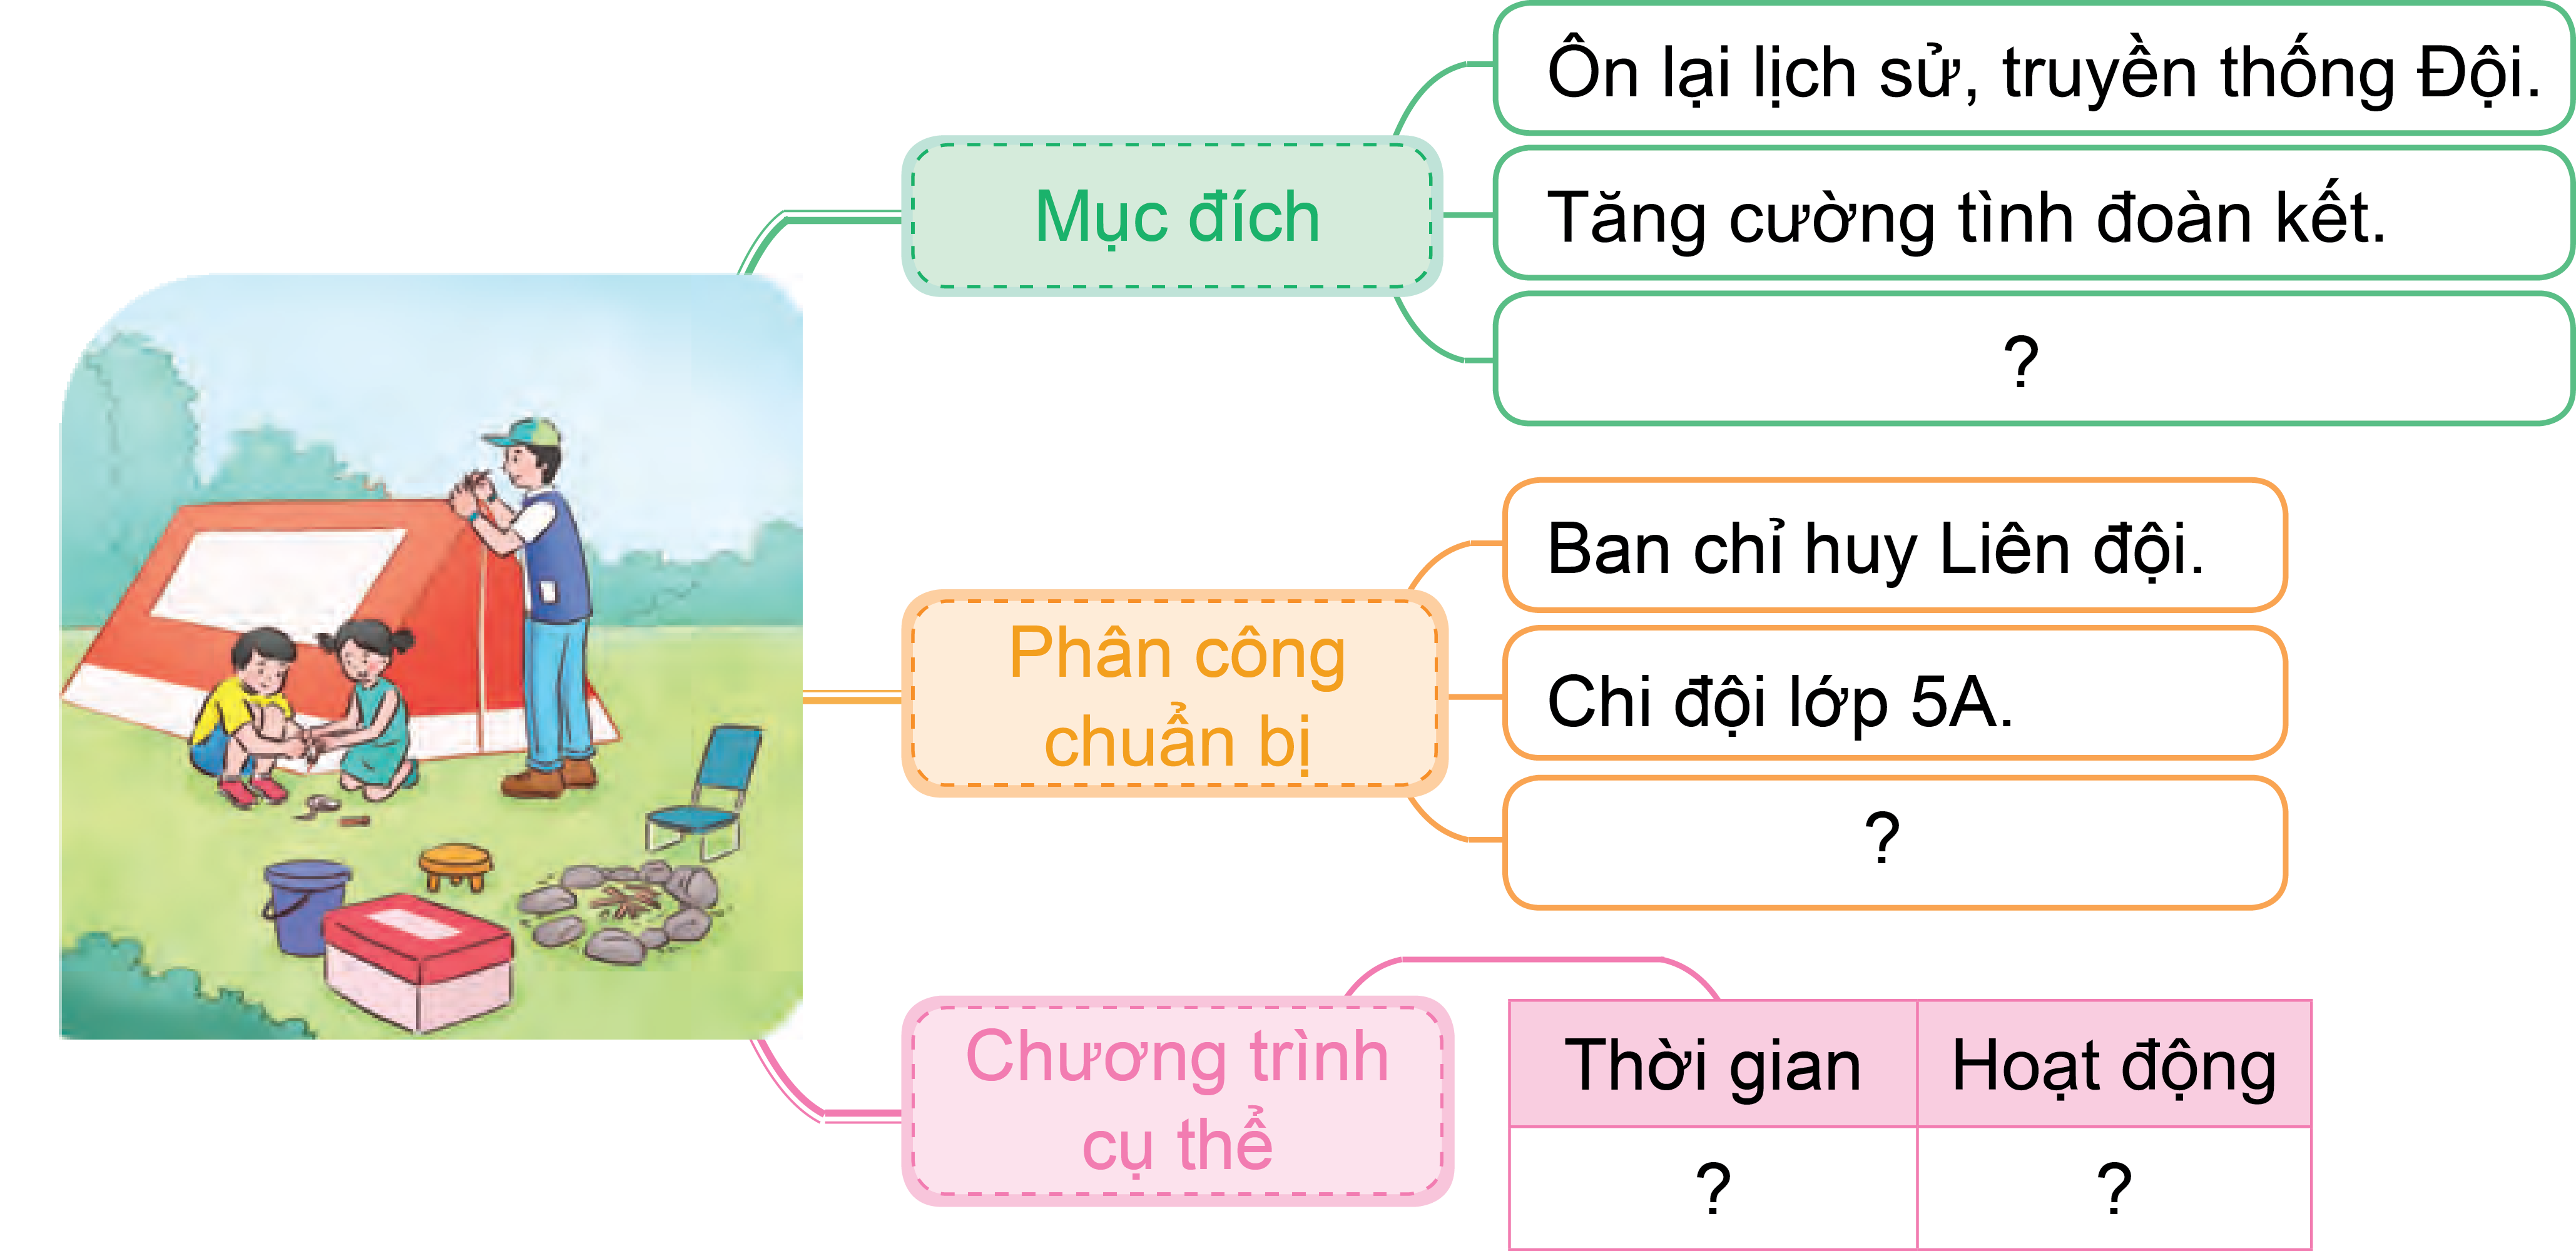 Mục đích
Ôn lại lịch sử, truyền thống Đội.
Tăng cường tình đoàn kết.
?
Phân công
chuẩn bị
Ban chỉ huy Liên đội.
Chi đội lớp 5A.
?
Chương trình
cụ thể
Thời gian
Hoạt động
?
?